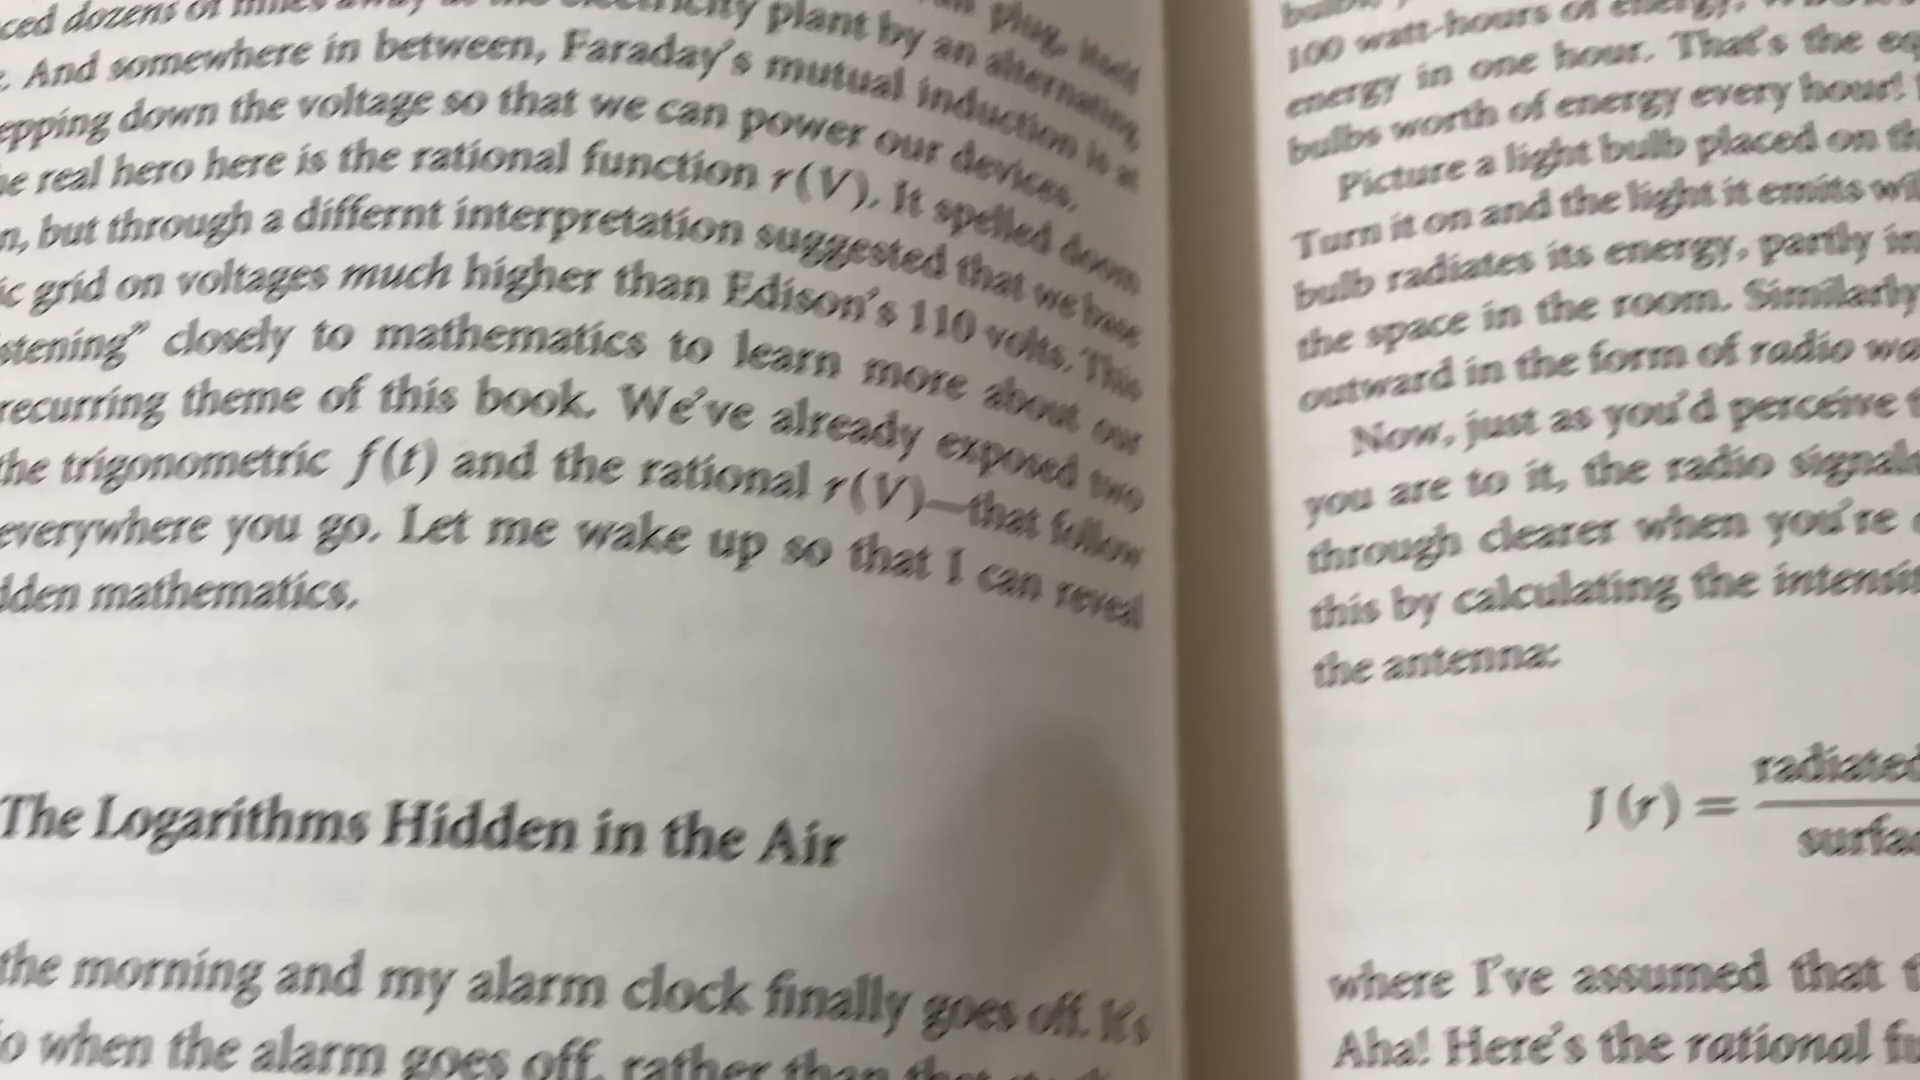 ced dozens of miles away at the electricity plant by an alternating
. And somewhere in between, Faraday's mutual induction is at
epping down the voltage so that we can power our devices.
e real hero here is the rational function r(V). It spelled doom
n, but through a differnt interpretation suggested that we base
ic grid on voltages much higher than Edison's 110 volts. This
stening" closely to mathematics to learn more about our
recurring theme of this book. We've already exposed two
the trigonometric f(t) and the rational r(V)—that follow
everywhere you go. Let me wake up so that I can reveal
dden mathematics.
The Logarithms Hidden in the Air
the morning and my alarm clock finally goes off. It's
o when the alarm goes off, rather than that
100 watt-hours of energy,
energy in one hour. That's the eq
bulbs worth of energy every hour!
Picture a light bulb placed on th
Turn it on and the light it emits wil
bulb radiates its energy, partly in
the space in the room. Similarly
outward in the form of radio wa
Now, just as you'd perceive t
you are to it, the radio signals
through clearer when you're
this by calculating the intensit
the antenna:
J(r) = radiated
surfac
where I've assumed that t
Aha! Here's the rational fu